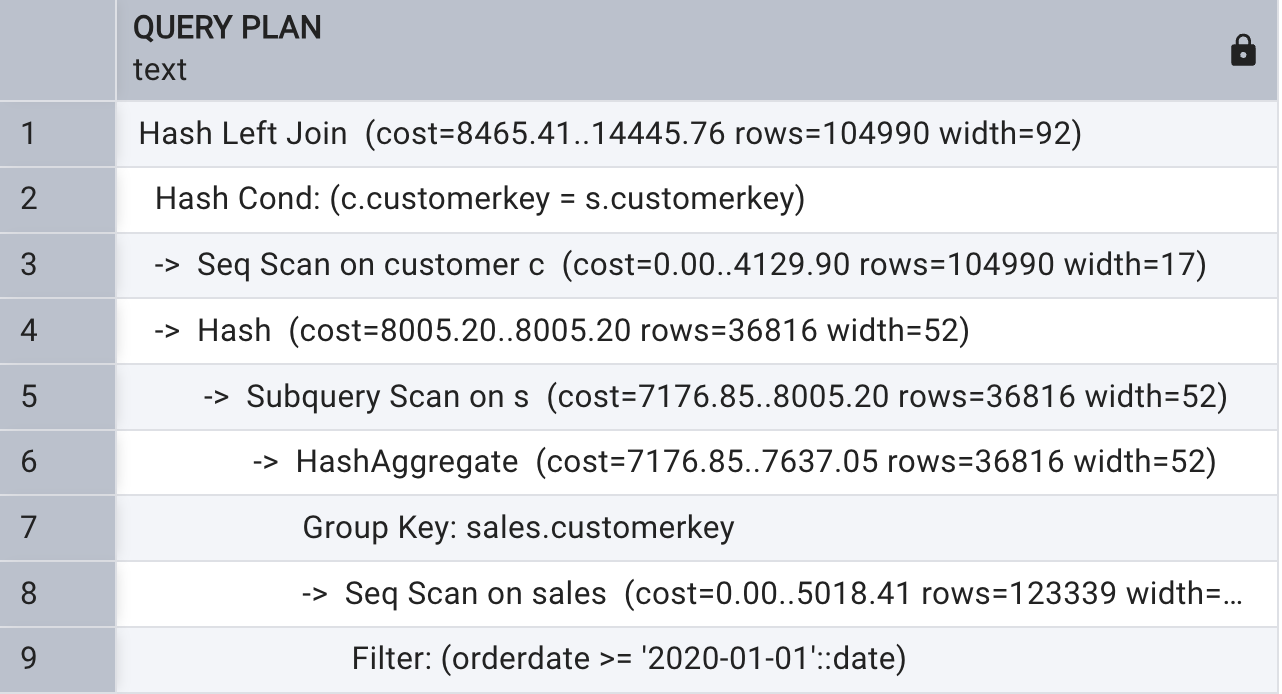 QUERY PLAN
text
1 Hash Left Join (cost=8465.41..14445.76 rows=104990 width=92)
2 Hash Cond: (c.customerkey = s.customerkey)
3 -> Seq Scan on customer c (cost=0.00..4129.90 rows=104990 width=17)
4 -> Hash (cost=8005.20..8005.20 rows=36816 width=52)
5 -> Subquery Scan on s (cost=7176.85..8005.20 rows=36816 width=52)
6 -> HashAggregate (cost=7176.85..7637.05 rows=36816 width=52)
7 Group Key: sales.customerkey
8 -> Seq Scan on sales (cost=0.00..5018.41 rows=123339 width=...
9 Filter: (orderdate >= '2020-01-01'::date)